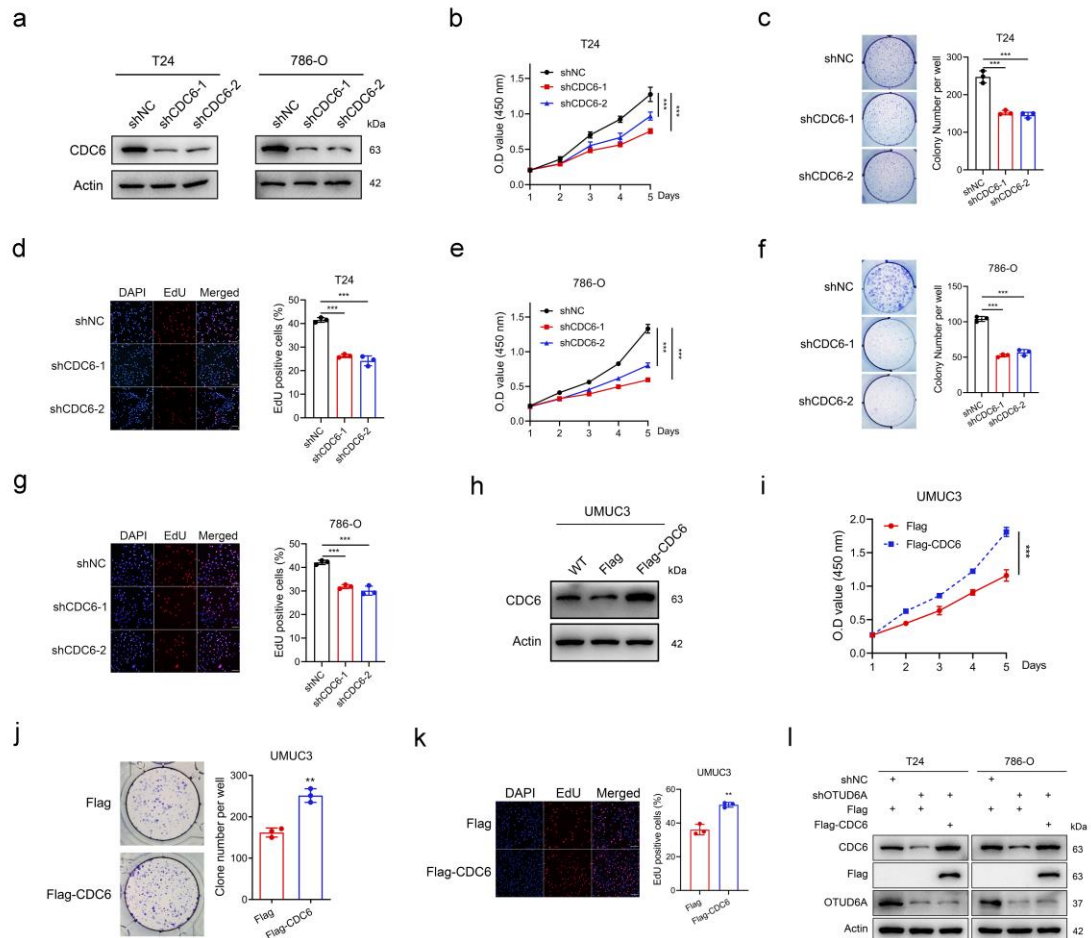 a
T24
786-O
shNC
shCDC6-1
shCDC6-2
shNC
shCDC6-1
shCDC6-2
kDa
CDC6
63
Actin
42
b
T24
O.D value (450 nm)
1.5
1.0
0.5
0.0
shNC
shCDC6-1
shCDC6-2
***
***
1 2 3 4 5 Days
c
shNC
shCDC6-1
shCDC6-2
T24
Colony Number per well
300
200
100
0
***
***
shNC
shCDC6-1
shCDC6-2
d
DAPI EdU Merged
shNC
shCDC6-1
shCDC6-2
T24
EdU positive cells (%)
50
40
30
20
10
0
***
***
shNC
shCDC6-1
shCDC6-2
e
786-O
O.D value (450 nm)
1.5
1.0
0.5
0.0
shNC
shCDC6-1
shCDC6-2
***
***
1 2 3 4 5 Days
f
shNC
shCDC6-1
shCDC6-2
786-O
Colony Number per well
150
100
50
0
***
***
shNC
shCDC6-1
shCDC6-2
g
DAPI EdU Merged
shNC
shCDC6-1
shCDC6-2
786-O
EdU positive cells (%)
50
40
30
20
10
0
***
***
shNC
shCDC6-1
shCDC6-2
h
UMUC3
WT
Flag
Flag-CDC6
kDa
CDC6
63
Actin
42
i
UMUC3
O.D value (450 nm)
2.0
1.5
1.0
0.5
0.0
Flag
Flag-CDC6
***
1 2 3 4 5 Days
j
Flag
Flag-CDC6
UMUC3
Clone number per well
300
200
100
0
**
Flag
Flag-CDC6
k
DAPI EdU Merged
Flag
Flag-CDC6
UMUC3
EdU positive cells (%)
60
40
20
0
**
Flag
Flag-CDC6
l
T24 786-O
shNC + +
shOTUD6A + + + +
Flag + + + +
Flag-CDC6 + +
kDa
CDC6 63
Flag 63
OTUD6A 37
Actin 42